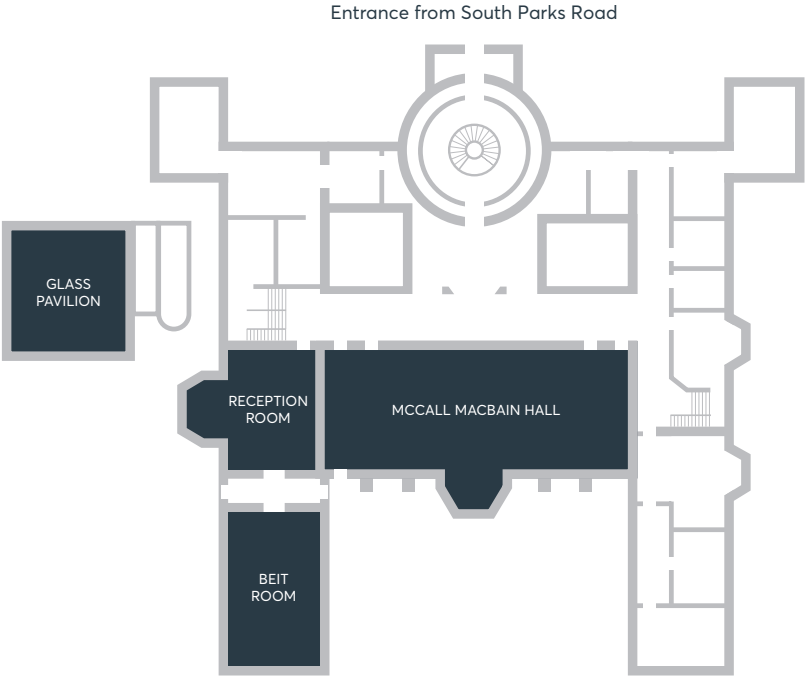 Entrance from South Parks Road
GLASS
PAVILION
RECEPTION
ROOM
MCCALL MACBAIN HALL
BEIT
ROOM